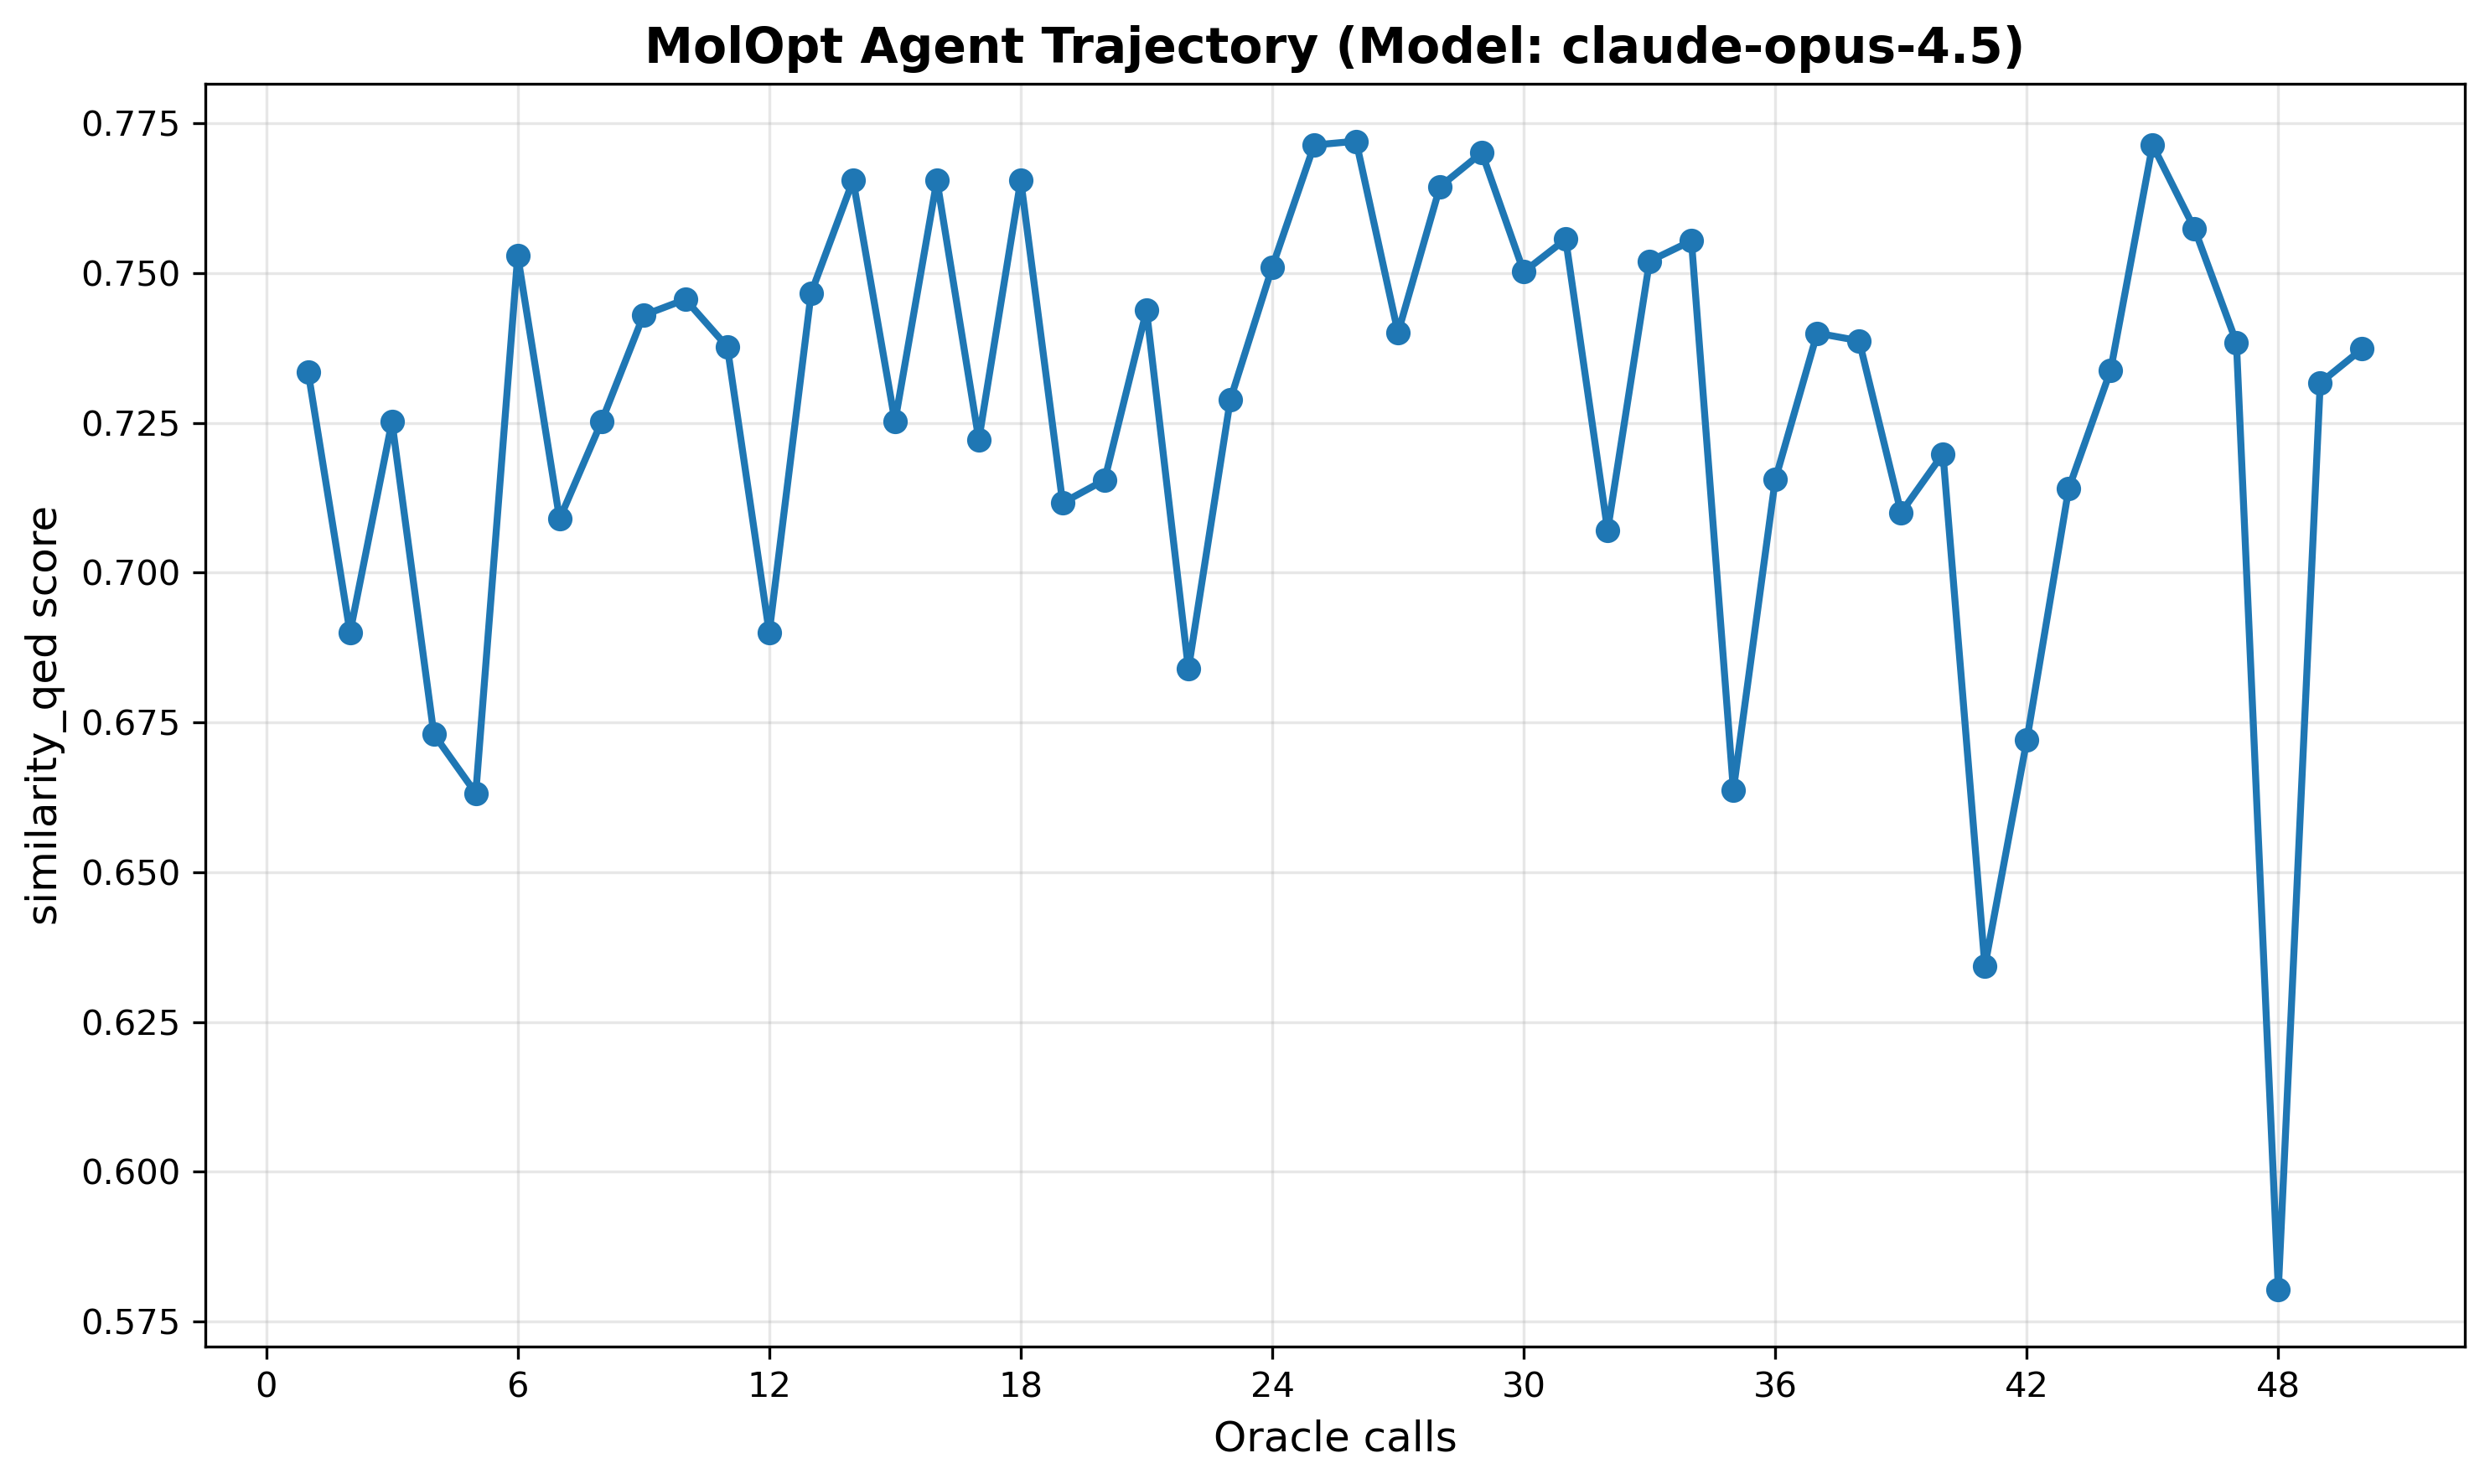 MolOpt Agent Trajectory (Model: claude-opus-4.5)
similarity_qed score
0.775
0.750
0.725
0.700
0.675
0.650
0.625
0.600
0.575
0 6 12 18 24 30 36 42 48
Oracle calls